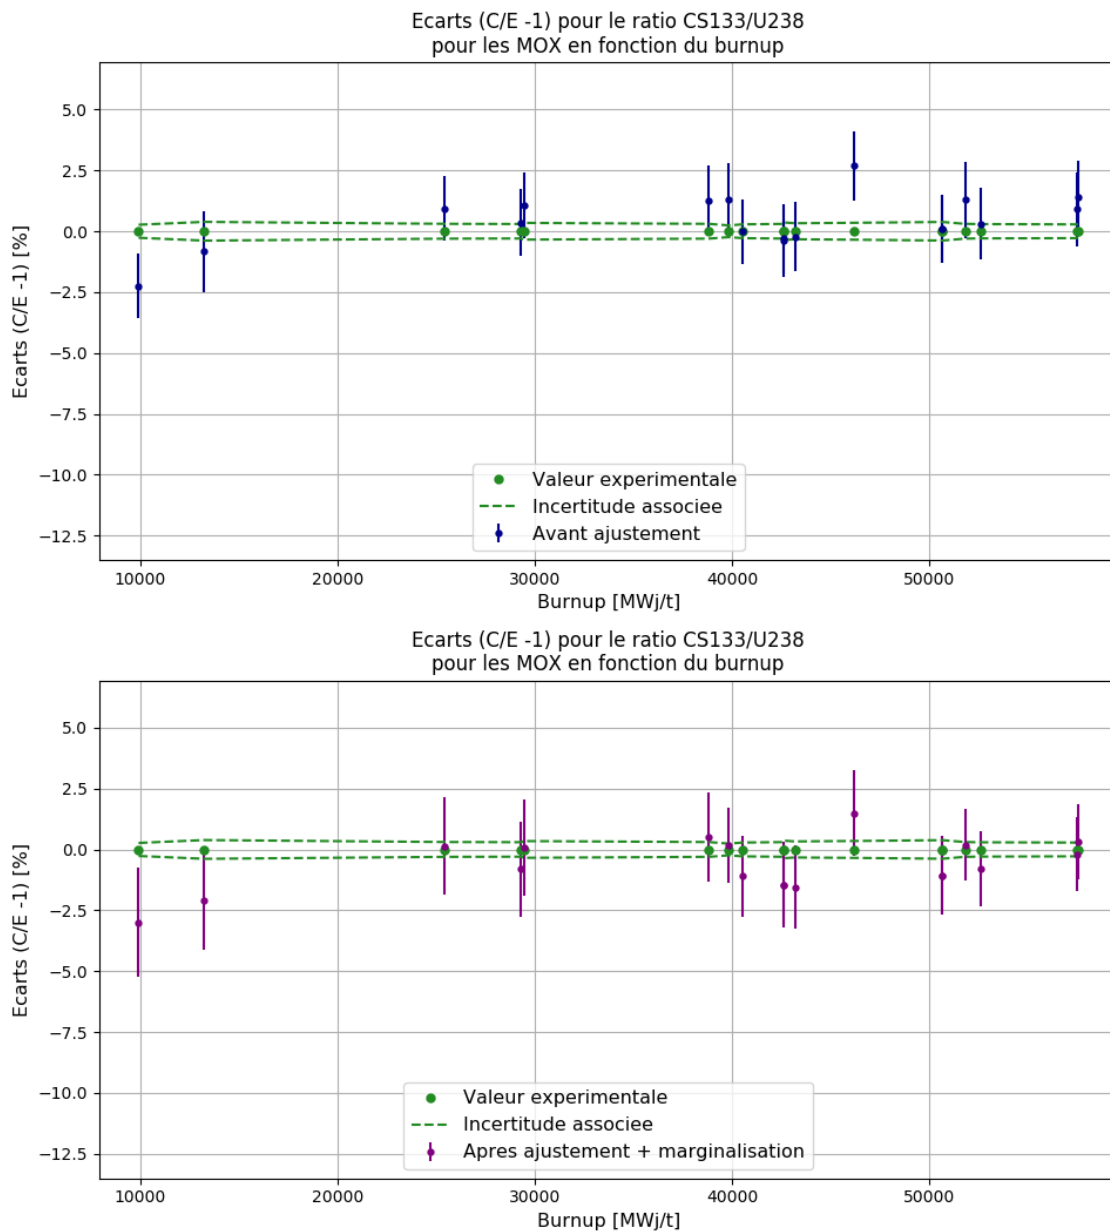 Ecarts (C/E -1) pour le ratio CS133/U238
pour les MOX en fonction du burnup
Ecarts (C/E -1) [%]
5.0
2.5
0.0
−2.5
−5.0
−7.5
−10.0
−12.5
Valeur experimentale
Incertitude associee
Avant ajustement
10000 20000 30000 40000 50000
Burnup [MWj/t]
Ecarts (C/E -1) pour le ratio CS133/U238
pour les MOX en fonction du burnup
Ecarts (C/E -1) [%]
5.0
2.5
0.0
−2.5
−5.0
−7.5
−10.0
−12.5
Valeur experimentale
Incertitude associee
Apres ajustement + marginalisation
10000 20000 30000 40000 50000
Burnup [MWj/t]